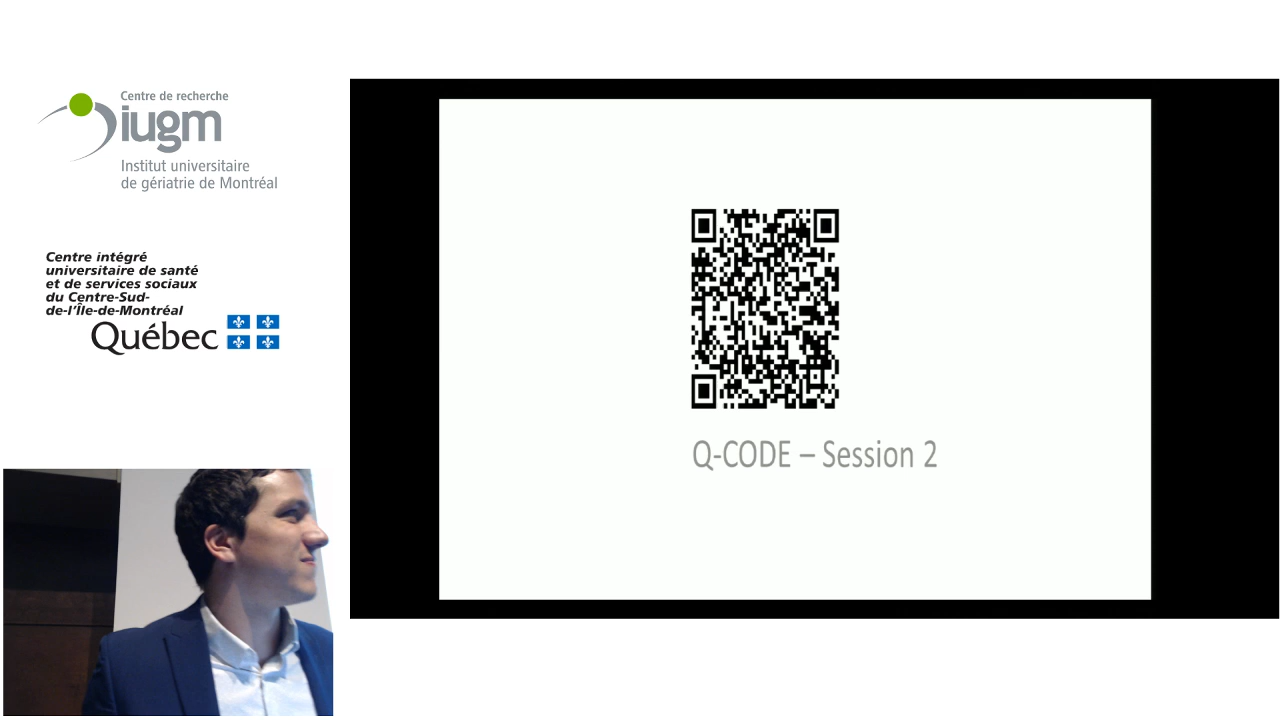 Centre de recherche
iugm
Institut universitaire
de gériatrie de Montréal
Centre intégré
universitaire de santé
et de services sociaux
du Centre-Sud-
de-l'Île-de-Montréal
Québec
Q-CODE – Session 2